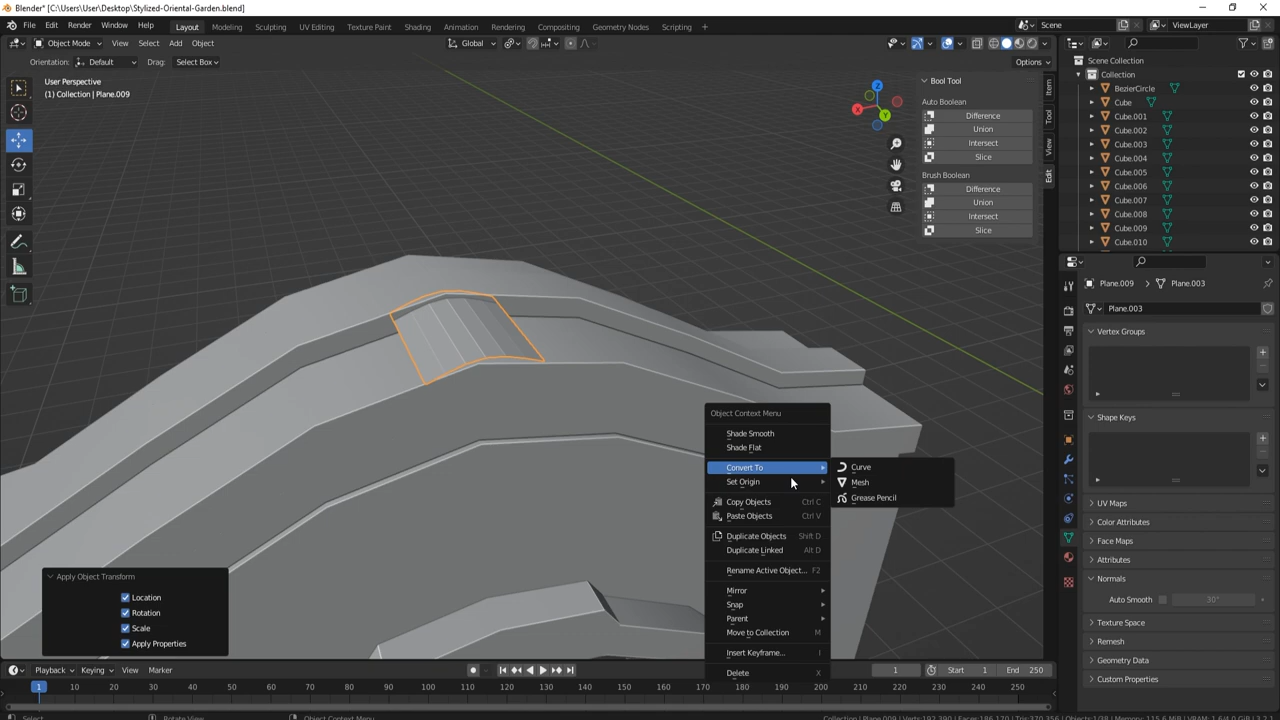 Blender* [C:\Users\User\Desktop\Stylized-Oriental-Garden.blend]
File Edit Render Window Help Layout Modeling Sculpting UV Editing Texture Paint Shading Animation Rendering Compositing Geometry Nodes Scripting + Scene ViewLayer
Object Mode View Select Add Object Global
Orientation: Default Drag: Select Box Options
User Perspective
(1) Collection | Plane.009
Bool Tool
Auto Boolean
Difference
Union
Intersect
Slice
Brush Boolean
Difference
Union
Intersect
Slice
Item
Tool
View
Edit
X
Y
Z
Scene Collection
Collection
BezierCircle
Cube
Cube.001
Cube.002
Cube.003
Cube.004
Cube.005
Cube.006
Cube.007
Cube.008
Cube.009
Cube.010
Plane.009 Plane.003
Plane.003
Vertex Groups
Shape Keys
UV Maps
Color Attributes
Face Maps
Attributes
Normals
Auto Smooth 30°
Texture Space
Remesh
Geometry Data
Custom Properties
Object Context Menu
Shade Smooth
Shade Flat
Convert To
Set Origin
Copy Objects Ctrl C
Paste Objects Ctrl V
Duplicate Objects Shift D
Duplicate Linked Alt D
Rename Active Object... F2
Mirror
Snap
Parent
Move to Collection M
Insert Keyframe... I
Delete X
Curve
Mesh
Grease Pencil
Apply Object Transform
Location
Rotation
Scale
Apply Properties
Playback Keying View Marker 1 Start 1 End 250
1 10 20 30 40 50 60 70 80 90 100 110 120 130 140 150 160 170 180 190 200 210 220 230 240 250
Select Rotate View Object Context Menu